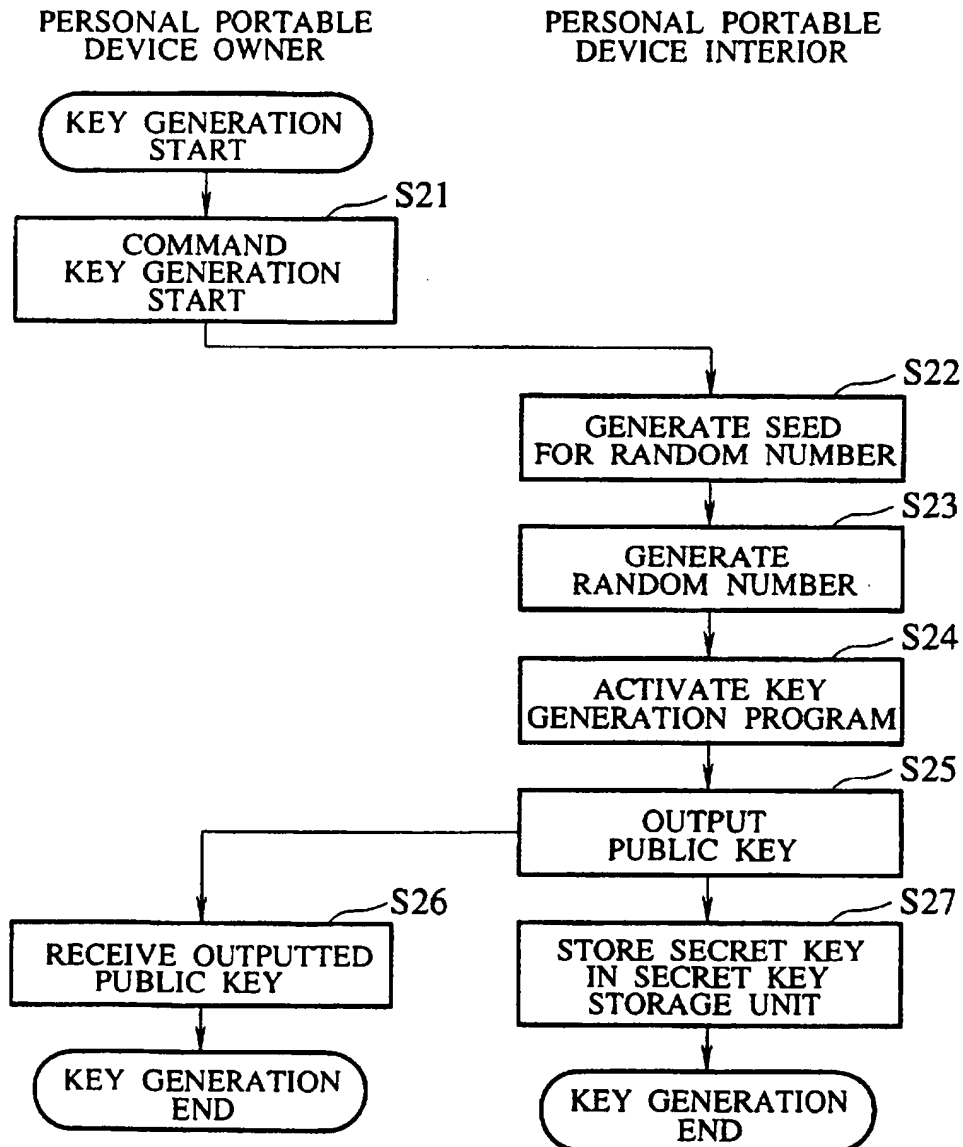 PERSONAL PORTABLE
DEVICE OWNER
PERSONAL PORTABLE
DEVICE INTERIOR
KEY GENERATION
START
S21
COMMAND
KEY GENERATION
START
S22
GENERATE SEED
FOR RANDOM NUMBER
S23
GENERATE
RANDOM NUMBER
S24
ACTIVATE KEY
GENERATION PROGRAM
S25
OUTPUT
PUBLIC KEY
S26
RECEIVE OUTPUTTED
PUBLIC KEY
S27
STORE SECRET KEY
IN SECRET KEY
STORAGE UNIT
KEY GENERATION
END
KEY GENERATION
END